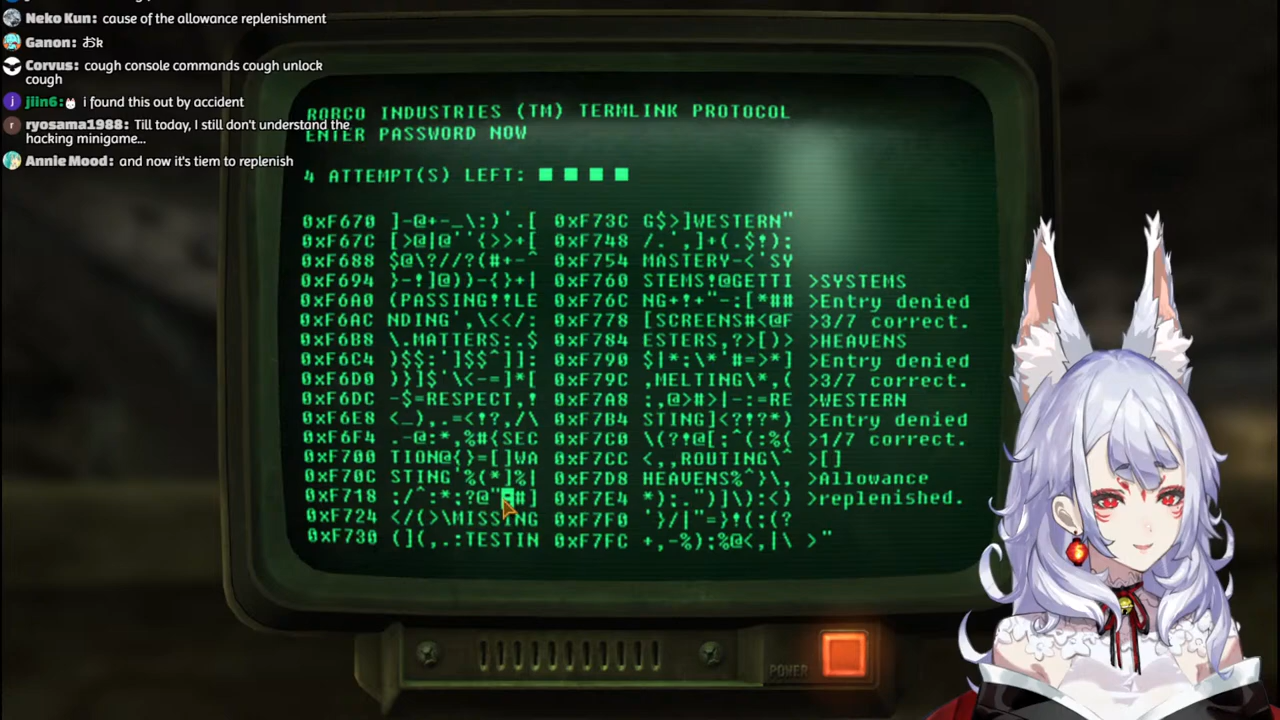 Neko Kun: cause of the allowance replenishment
Ganon: おk
Corvus: cough console commands cough unlock
cough
jiin6: i found this out by accident
ryosama1988: Till today, I still don't understand the
hacking minigame...
Annie Mood: and now it's tiem to replenish
ROBCO INDUSTRIES (TM) TERMLINK PROTOCOL
ENTER PASSWORD NOW
4 ATTEMPT(S) LEFT: ■ ■ ■ ■
0xF670 ]-@+-_\:)'.[ 0xF73C G$>]WESTERN"
0xF67C [>@|@''{>>+[ 0xF748 /.',]+(.$!);
0xF688 $@\?//?(#+-^ 0xF754 MASTERY-<'SY
0xF694 }-!]@))-{}+| 0xF760 STEMS!@GETTI >SYSTEMS
0xF6A0 (PASSING!!LE 0xF76C NG+!+"-:[*## >Entry denied
0xF6AC NDING',\<</: 0xF778 [SCREENS#<@F >3/7 correct.
0xF6B8 \.MATTERS:.$ 0xF784 ESTERS,?>[)> >HEAVENS
0xF6C4 )$$:']$$^]]: 0xF790 $|*;\*'#=>*] >Entry denied
0xF6D0 )}]$'\<-=]*[ 0xF79C ,MELTING\*,( >3/7 correct.
0xF6DC -$=RESPECT,! 0xF7A8 :,@>#>|-:=RE >WESTERN
0xF6E8 <_),.=<!?,/\ 0xF7B4 STING]<?!?*) >Entry denied
0xF6F4 .-@:*,%#{SEC 0xF7C0 \(?!@[;^(:%{ >1/7 correct.
0xF700 TION@{}=[]WA 0xF7CC <,,ROUTING\^ >[]
0xF70C STING'%(*]%| 0xF7D8 HEAVENS%^}\, >Allowance
0xF718 :/^:*:?@" #] 0xF7E4 *):,")]\):<) >replenished.
0xF724 </(>\MISSING 0xF7F0 '}/|"=}!(:(?
0xF730 (](,.:TESTIN 0xF7FC +,-%);%@<,|\ >"
POWER